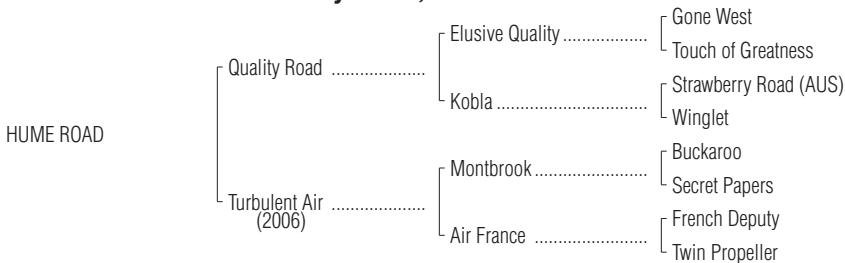 Gone West
Elusive Quality ....................
Touch of Greatness
Quality Road ......................
Strawberry Road (AUS)
Kobla ...................................
Winglet
HUME ROAD
Buckaroo
Montbrook ..........................
Secret Papers
Turbulent Air ......................
(2006)
French Deputy
Air France ..........................
Twin Propeller